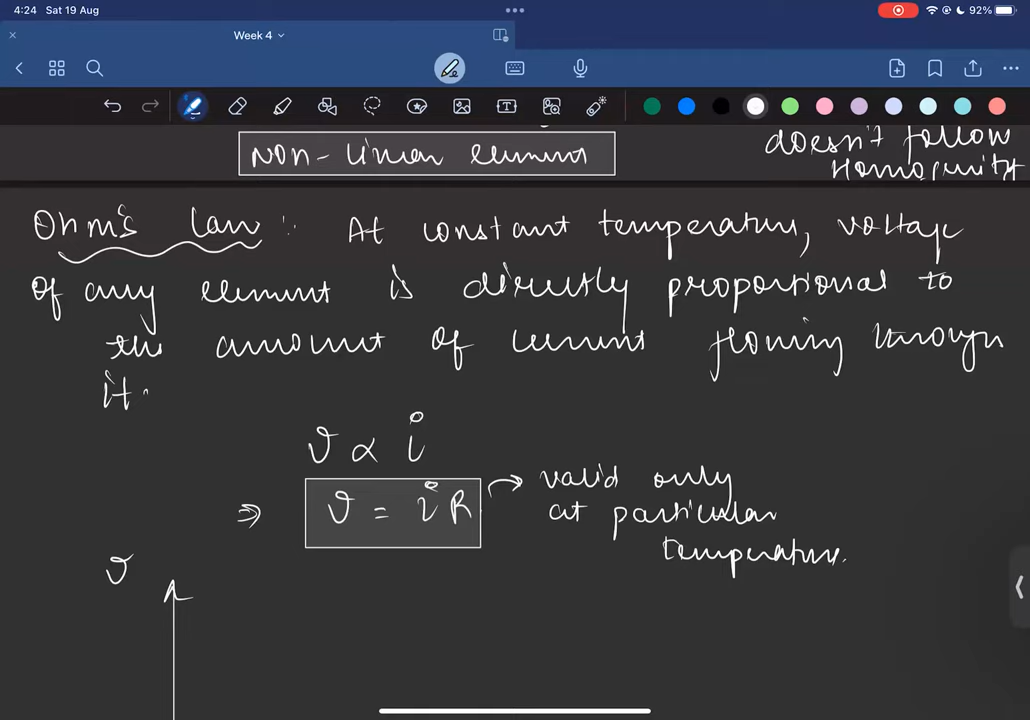 4:24 Sat 19 Aug
92%
Week 4
Non-linear element
doesn't follow
Homogenity
Ohm's Law: At constant temperature, voltage
of any element is directly proportional to
the amount of current flowing through
it.
v ∝ i
⇒ v = iR → valid only
at particular
temperature.
v